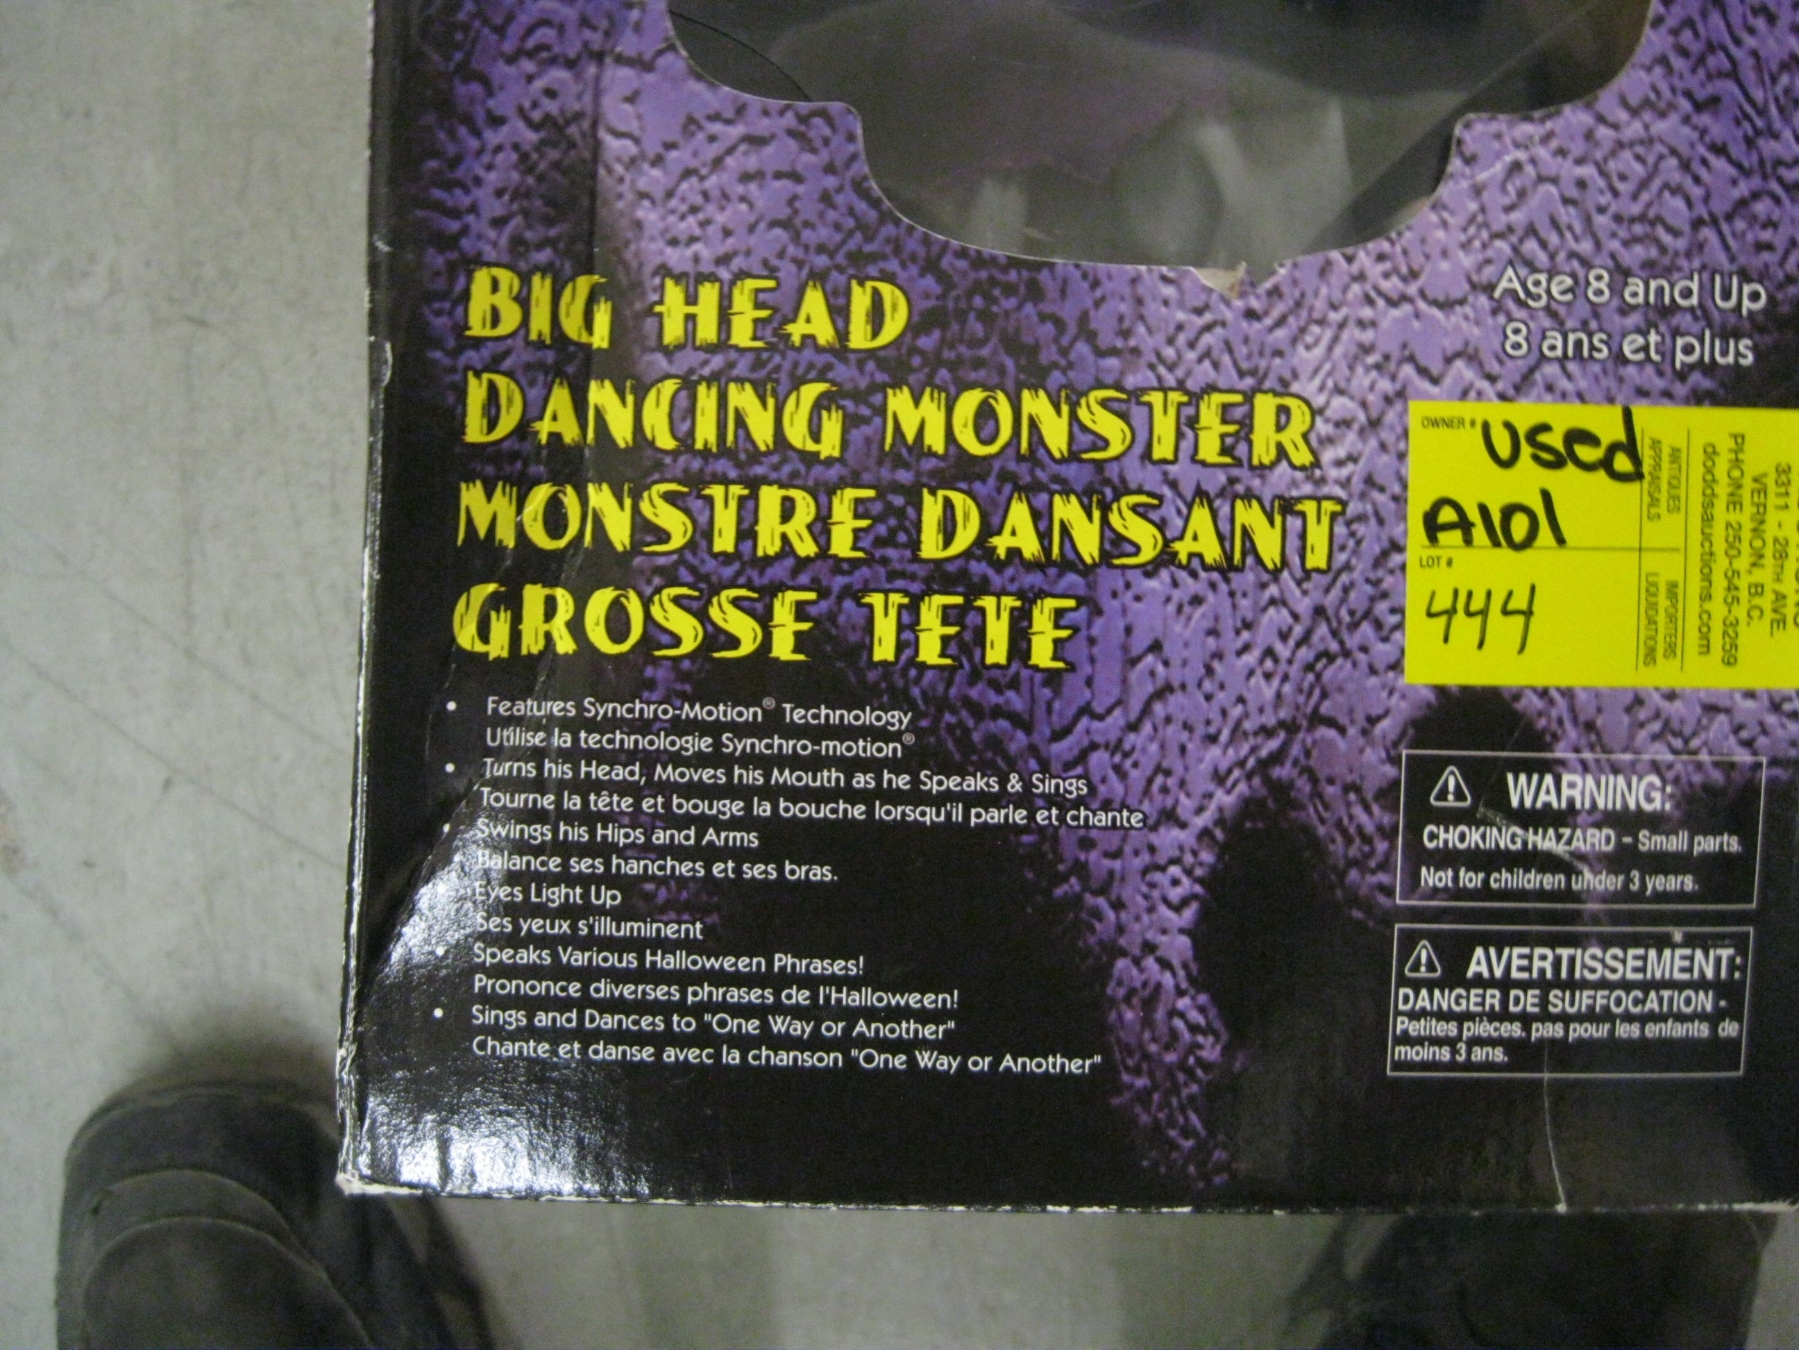 BIG HEAD
DANCING MONSTER
MONSTRE DANSANT
GROSSE TETE
• Features Synchro-Motion® Technology
Utilise la technologie Synchro-motion®
• Turns his Head, Moves his Mouth as he Speaks & Sings
Tourne la tête et bouge la bouche lorsqu'il parle et chante
• Swings his Hips and Arms
Balance ses hanches et ses bras.
Eyes Light Up
Ses yeux s'illuminent
• Speaks Various Halloween Phrases!
Prononce diverses phrases de l'Halloween!
• Sings and Dances to "One Way or Another"
Chante et danse avec la chanson "One Way or Another"
Age 8 and Up
8 ans et plus
OWNER # used
A101
LOT #
444
ANTIQUES
APPRAISALS
IMPORTERS
LIQUIDATIONS
3311 - 28TH AVE.
VERNON, B.C.
PHONE 250-545-3259
doddsauctions.com
WARNING:
CHOKING HAZARD - Small parts.
Not for children under 3 years.
AVERTISSEMENT:
DANGER DE SUFFOCATION -
Petites pièces. pas pour les enfants de
moins 3 ans.